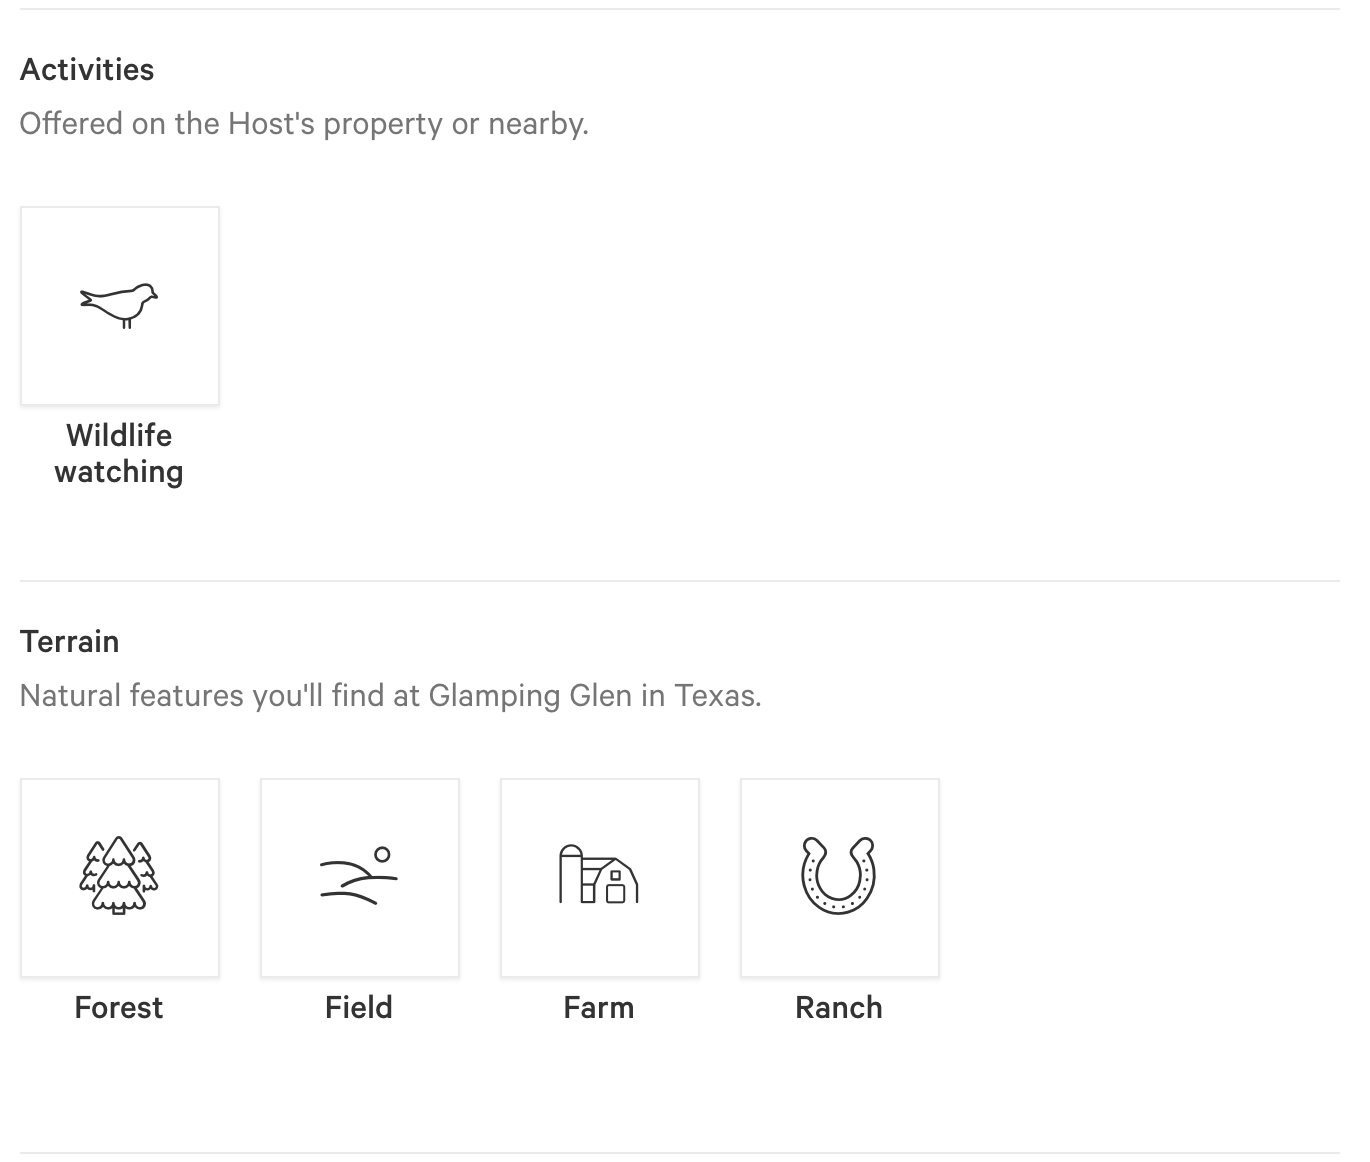 Activities
Offered on the Host's property or nearby.
Wildlife
watching
Terrain
Natural features you'll find at Glamping Glen in Texas.
Forest
Field
Farm
Ranch